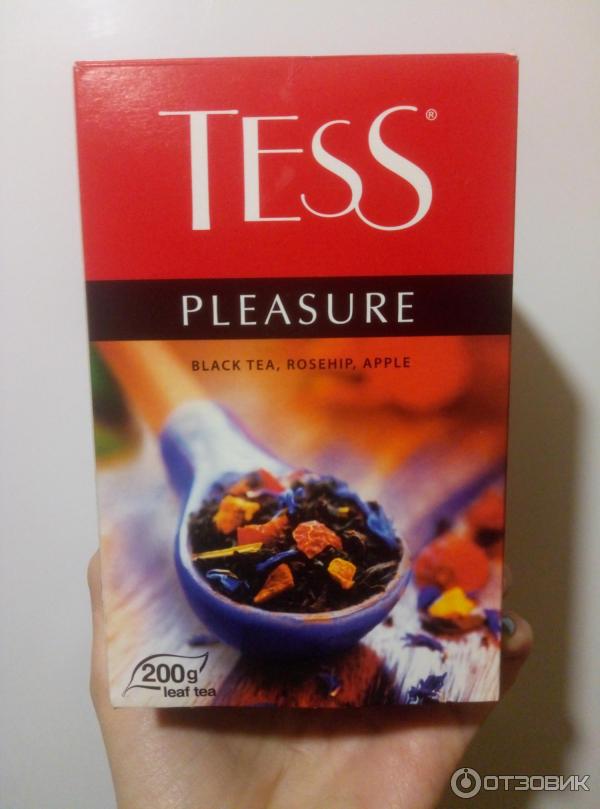 TESS®
PLEASURE
BLACK TEA, ROSEHIP, APPLE
200g
leaf tea
ОТЗОВИК